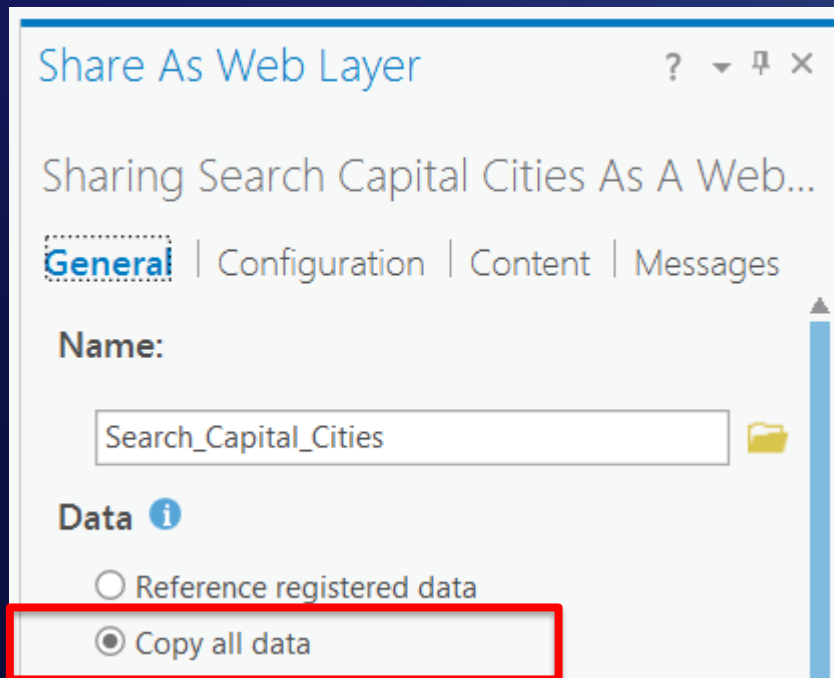 Share As Web Layer ?
Sharing Search Capital Cities As A Web...
General | Configuration | Content | Messages
Name:
Search_Capital_Cities
Data i
Reference registered data
Copy all data